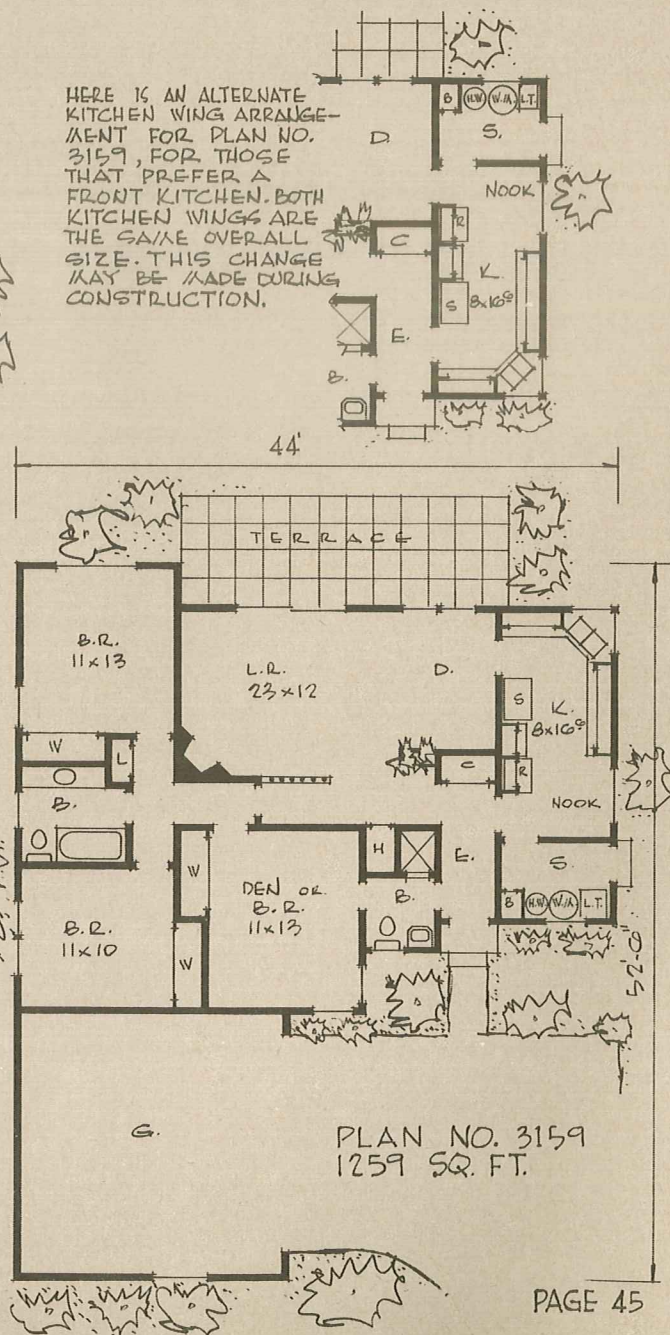 HERE IS AN ALTERNATE
KITCHEN WING ARRANGE-
MENT FOR PLAN NO.
3159, FOR THOSE
THAT PREFER A
FRONT KITCHEN. BOTH
KITCHEN WINGS ARE
THE SAME OVERALL
SIZE. THIS CHANGE
MAY BE MADE DURING
CONSTRUCTION.
B H.W W.M L.T.
D.
S.
NOOK
R
C
K.
8x16⁰
S
E.
B.
44'
TERRACE
B.R.
11x13
L.R.
23x12
D.
S
K.
8x16⁰
W
L
C
R
NOOK
B.
H
E.
S.
W
DEN OR
B.R.
11x13
B.
B H.W W.M L.T.
B.R.
11x10
W
52'-0"
G.
PLAN NO. 3159
1259 SQ. FT.
PAGE 45